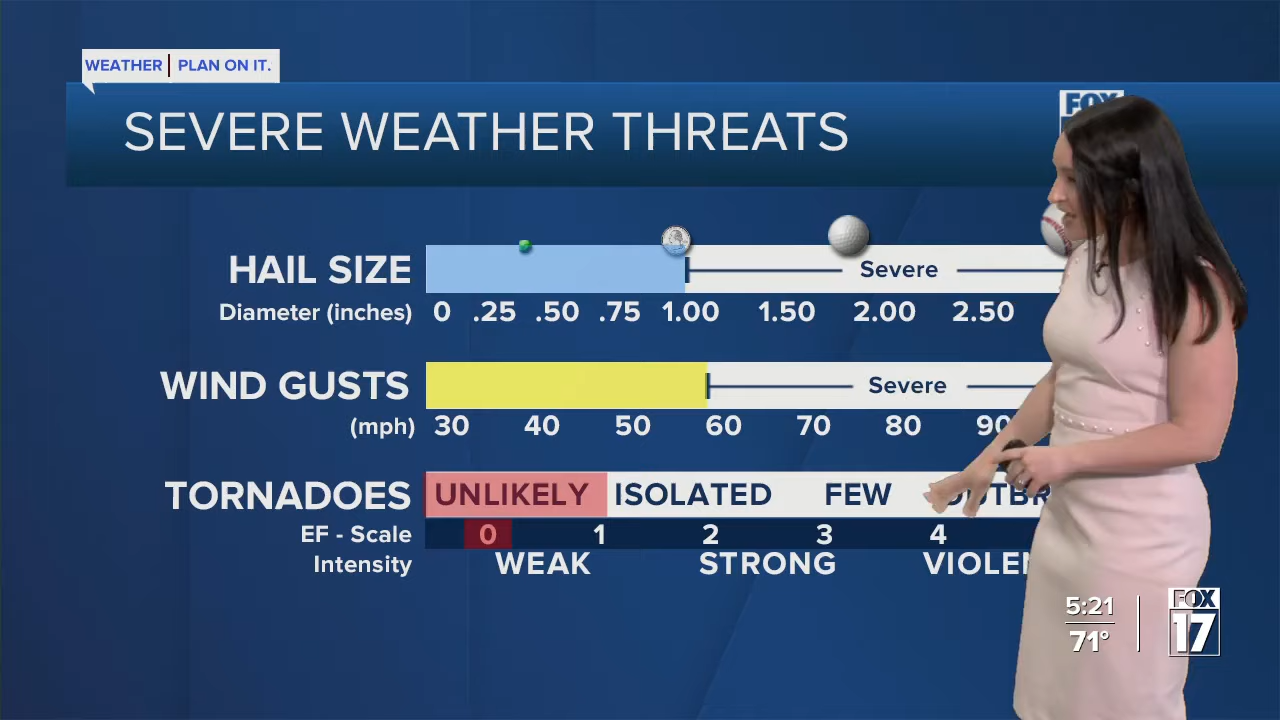 WEATHER | PLAN ON IT.
SEVERE WEATHER THREATS
FOX
HAIL SIZE Severe
Diameter (inches) 0 .25 .50 .75 1.00 1.50 2.00 2.50
WIND GUSTS Severe
(mph) 30 40 50 60 70 80 90
TORNADOES UNLIKELY ISOLATED FEW
EF - Scale 0 1 2 3 4
Intensity WEAK STRONG
5:21
71°
FOX
17